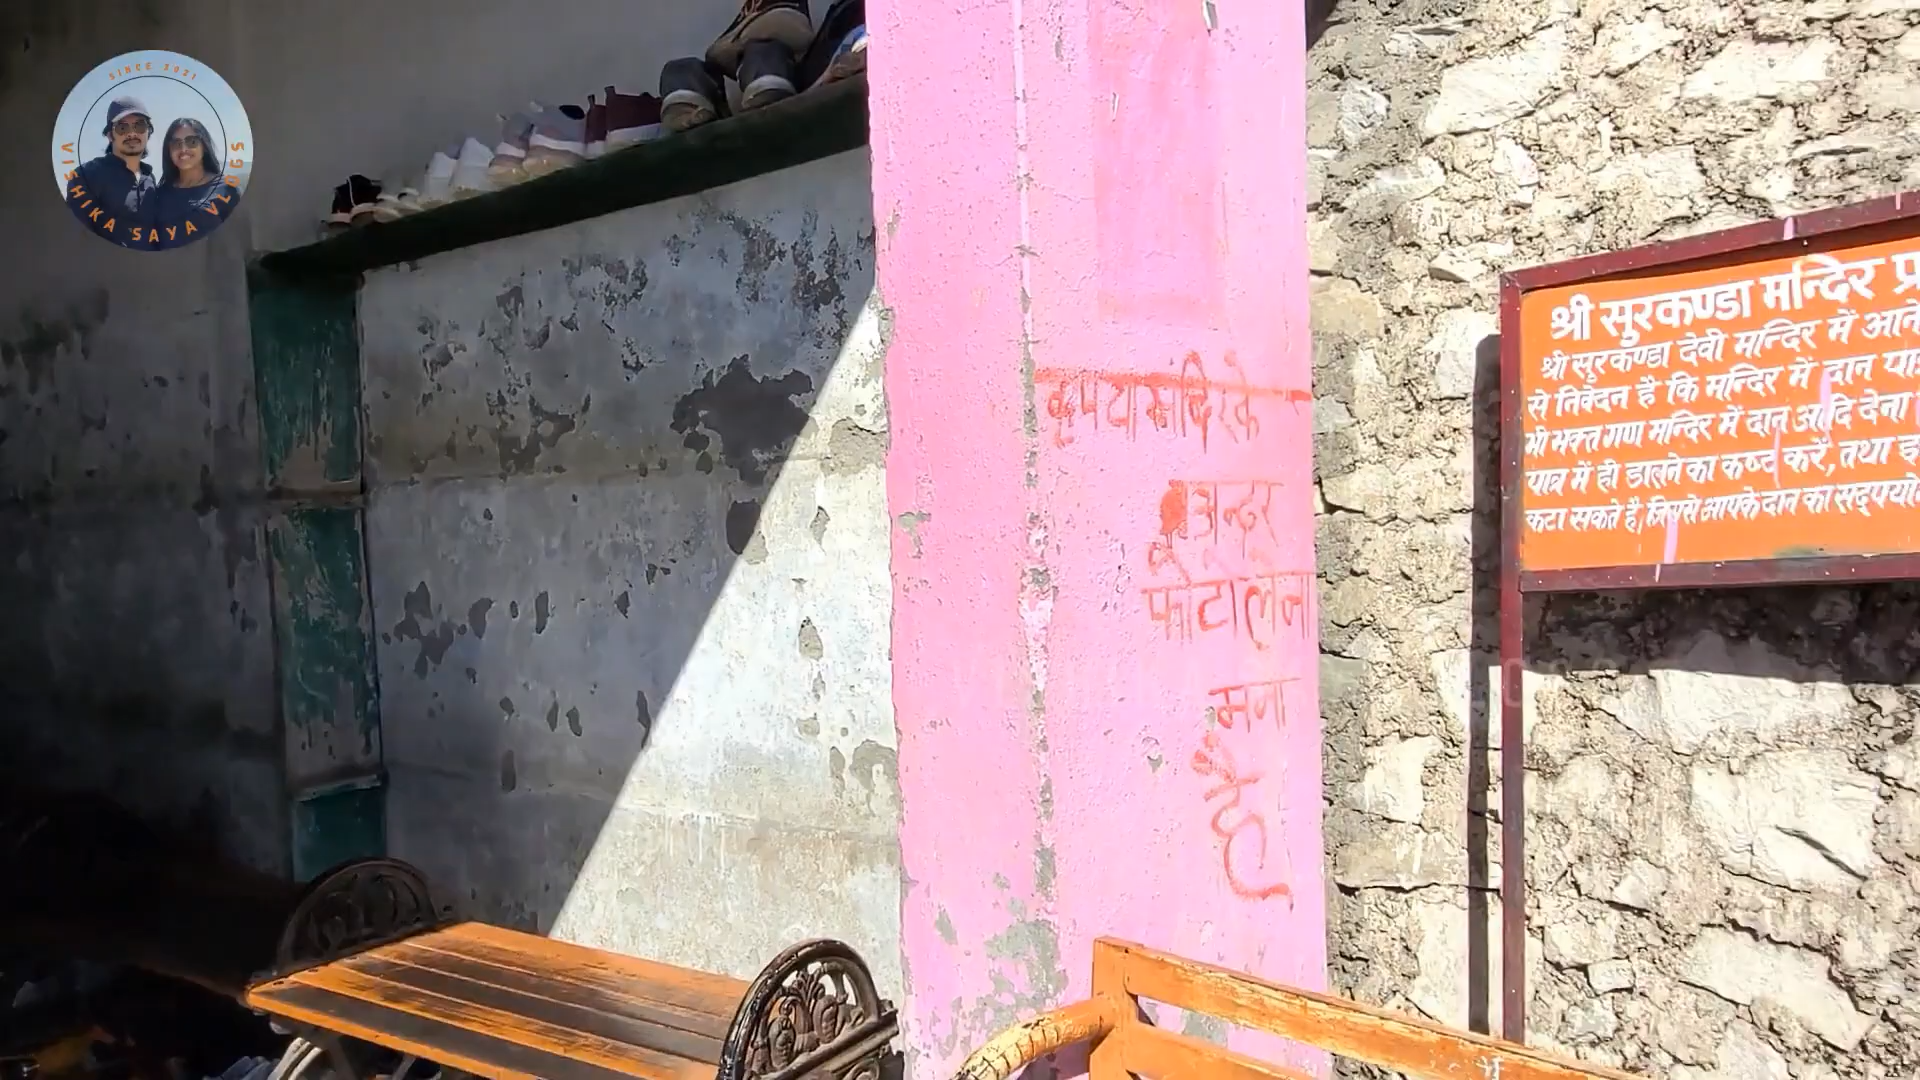 SINCE 2021
VISHIKA SAYA VLOGS
कृपया मंदिर के
अन्दर
फोटो लेना
मना
है
श्री सुरकण्डा मन्दिर प्र
श्री सुरकण्डा देवी मन्दिर में आने
से निवेदन है कि मन्दिर में दान पा
भी भक्त गण मन्दिर में दान आदि देना
पात्र में ही डालने का कष्ट करें, तथा इ
कटा सकते है, जिससे आपके दान का सद्पयो